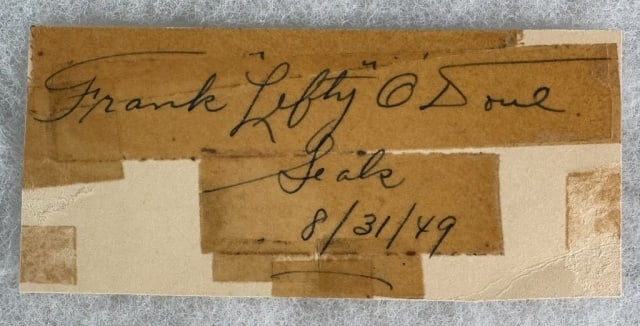 Frank "Lefty" O'Doul
Seals
8/31/49